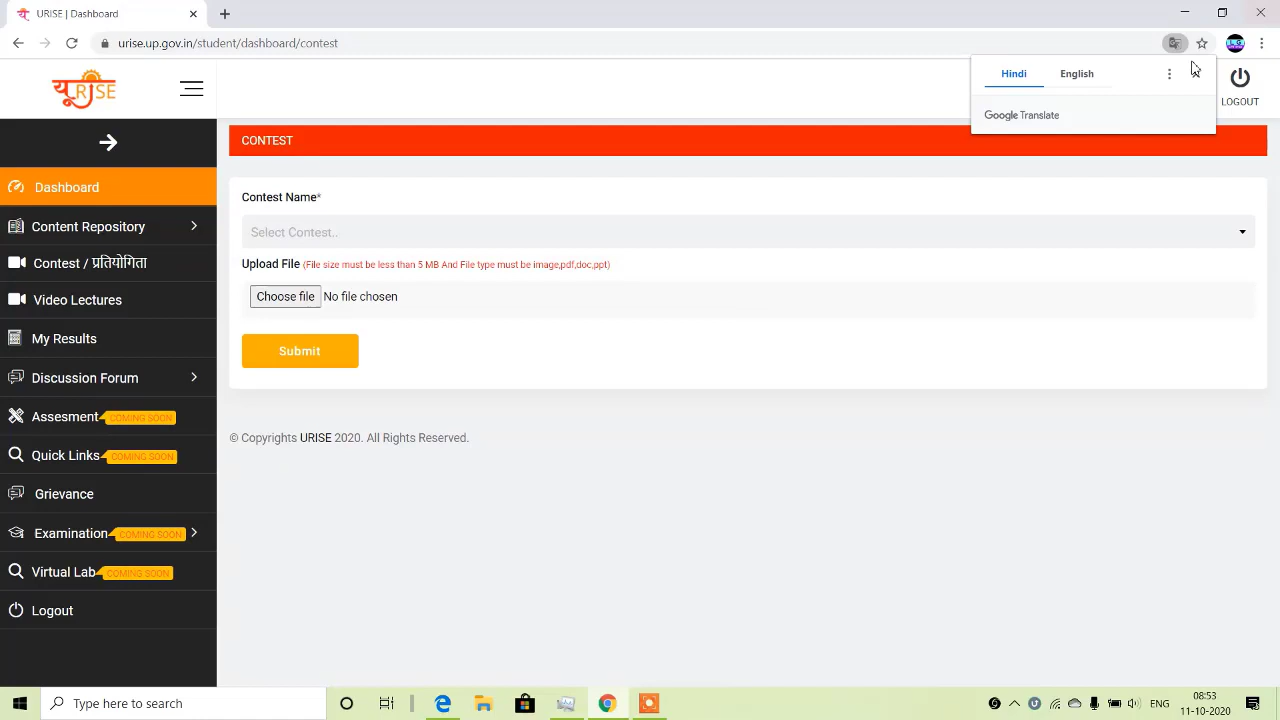 URISE | Dashboard
urise.up.gov.in/student/dashboard/contest
Hindi English
Google Translate
यू RISE
LOGOUT
CONTEST
Dashboard
Content Repository
Contest / प्रतियोगिता
Video Lectures
My Results
Discussion Forum
Assesment COMING SOON
Quick Links COMING SOON
Grievance
Examination COMING SOON
Virtual Lab COMING SOON
Logout
Contest Name*
Select Contest..
Upload File (File size must be less than 5 MB And File type must be image,pdf,doc,ppt)
Choose file No file chosen
Submit
© Copyrights URISE 2020. All Rights Reserved.
Type here to search
ENG
08:53
11-10-2020